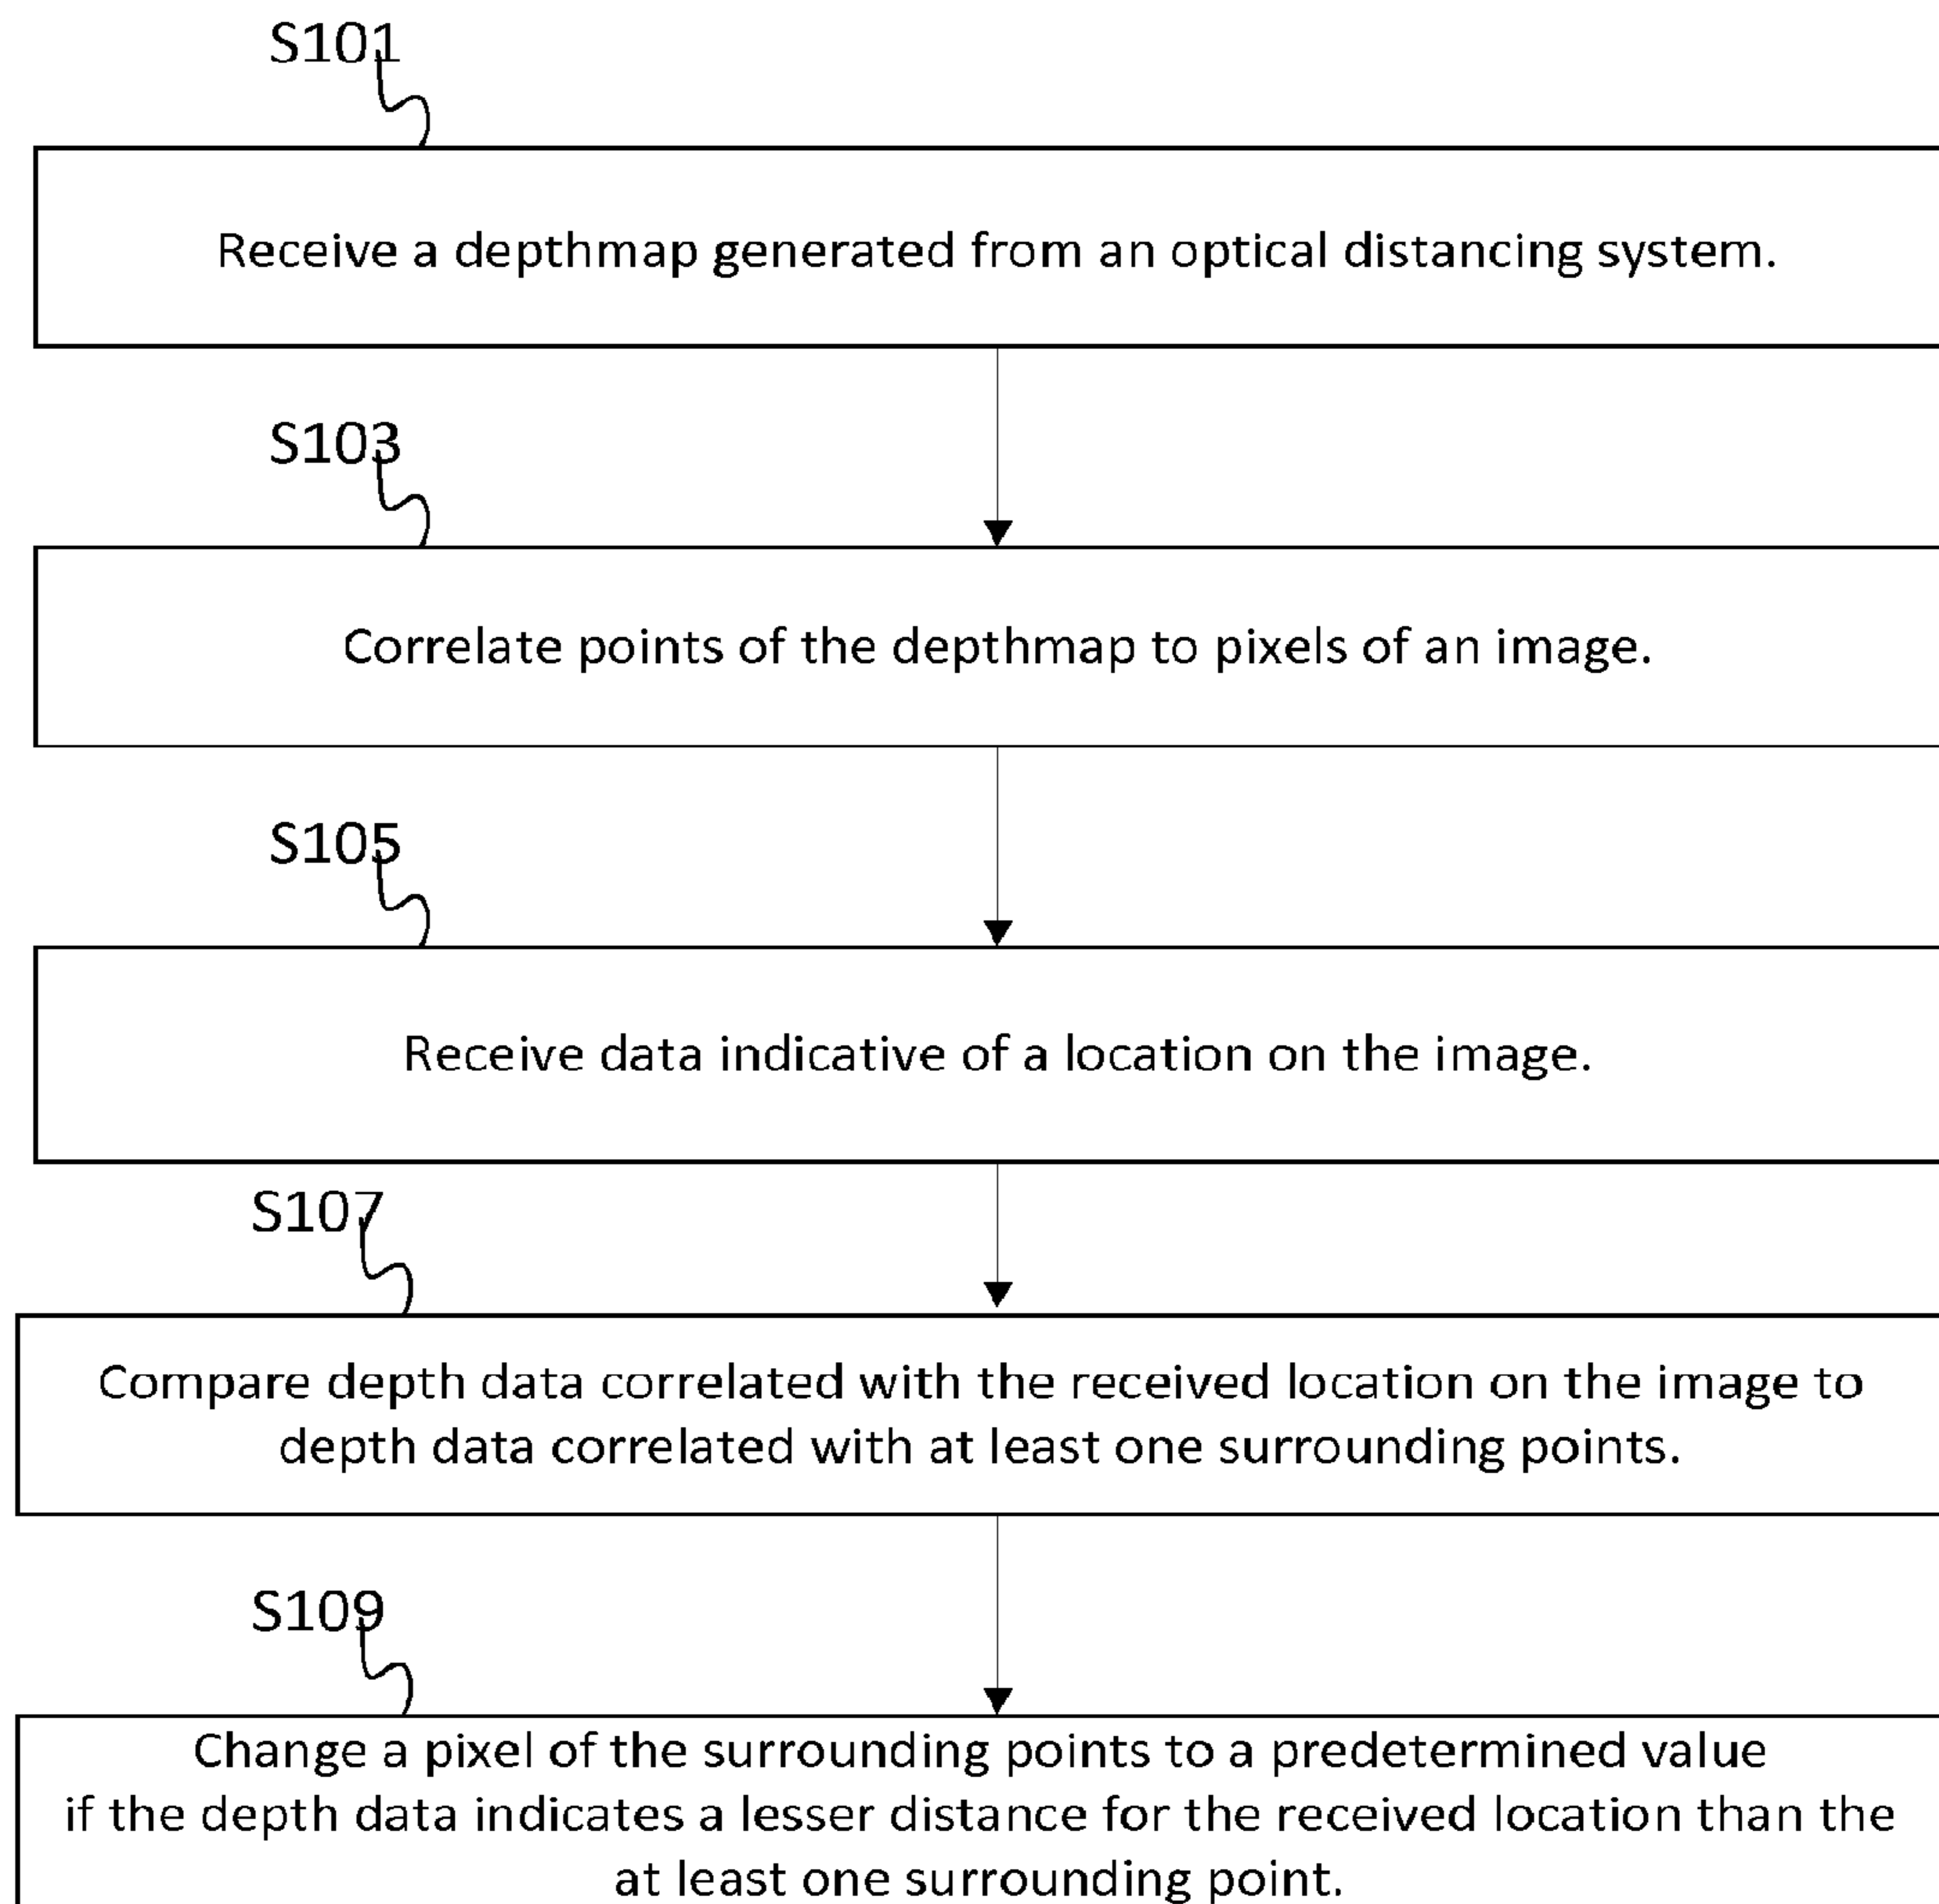 S101
Receive a depthmap generated from an optical distancing system.
S103
Correlate points of the depthmap to pixels of an image.
S105
Receive data indicative of a location on the image.
S107
Compare depth data correlated with the received location on the image to
depth data correlated with at least one surrounding points.
S109
Change a pixel of the surrounding points to a predetermined value
if the depth data indicates a lesser distance for the received location than the
at least one surrounding point.